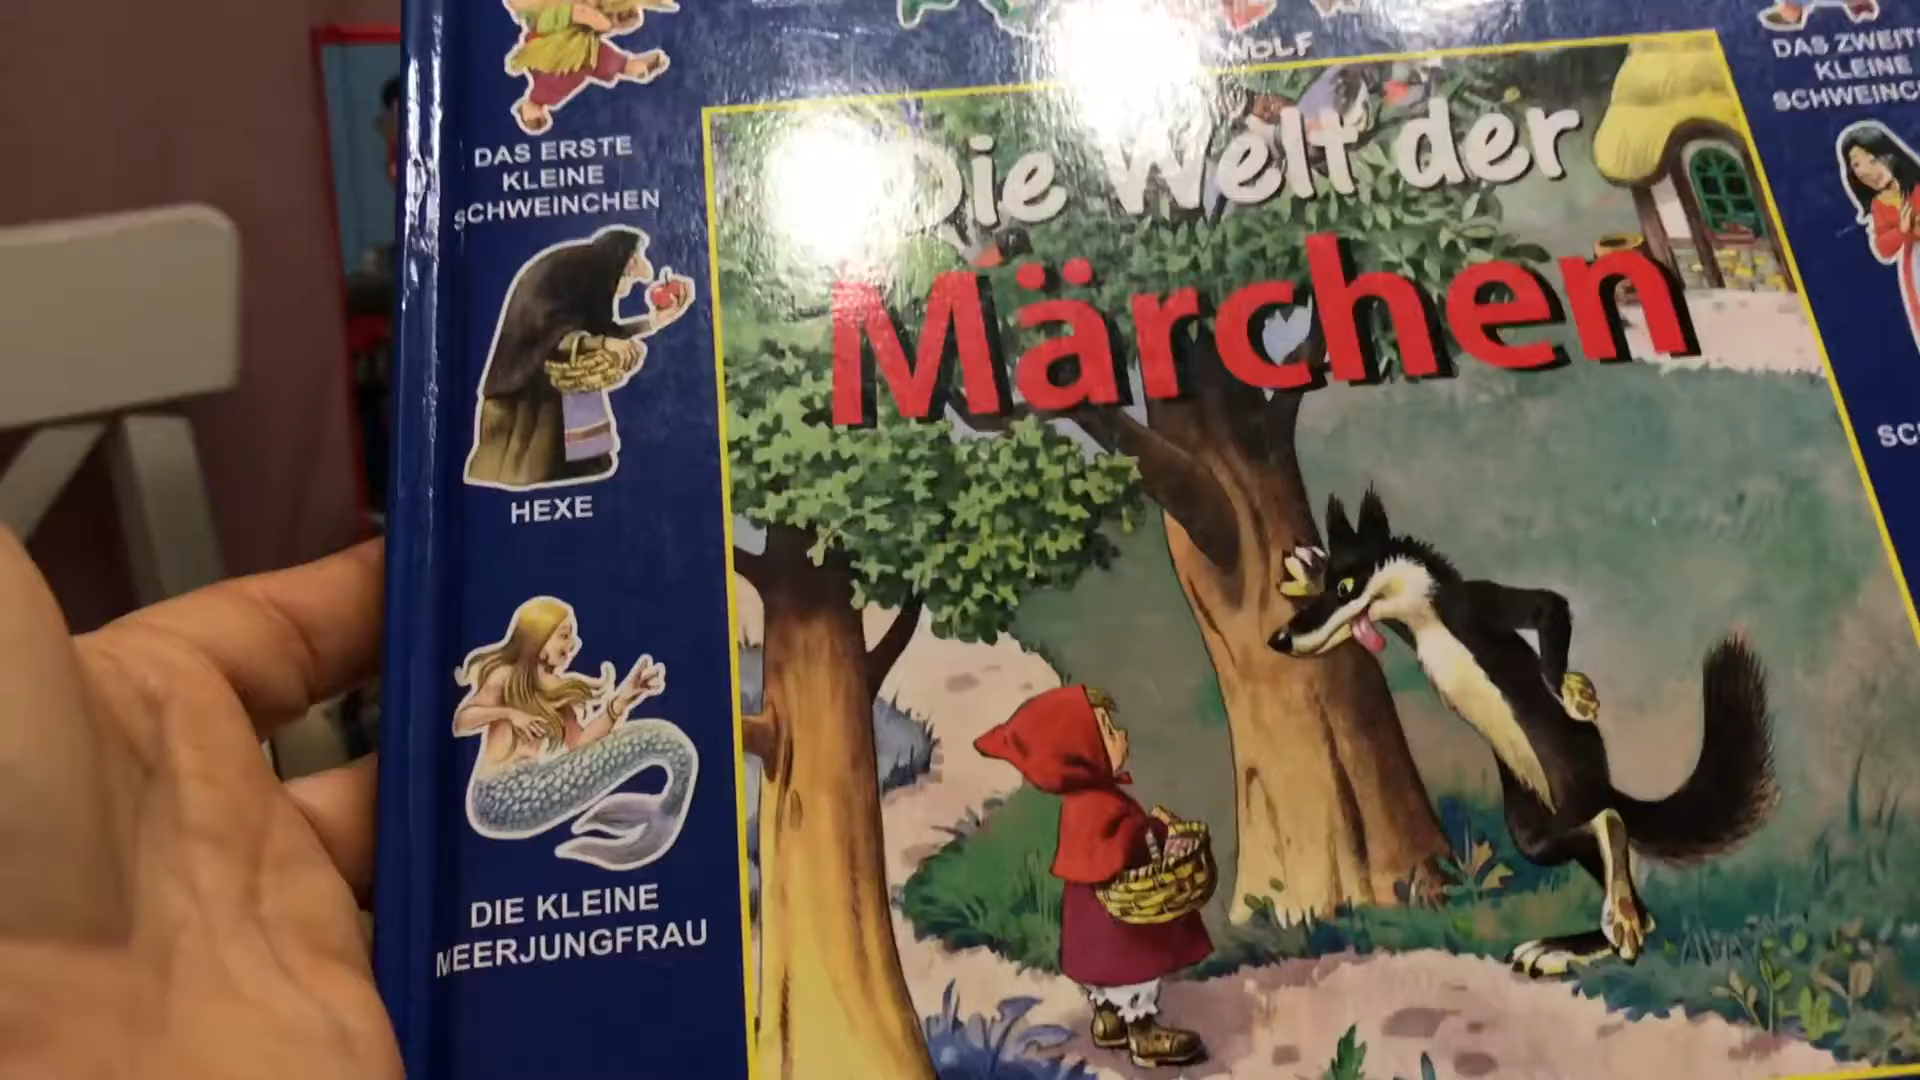 WOLF
DAS ERSTE
KLEINE
SCHWEINCHEN
HEXE
DIE KLEINE
MEERJUNGFRAU
Die Welt der
Märchen
DAS ZWEITE
KLEINE